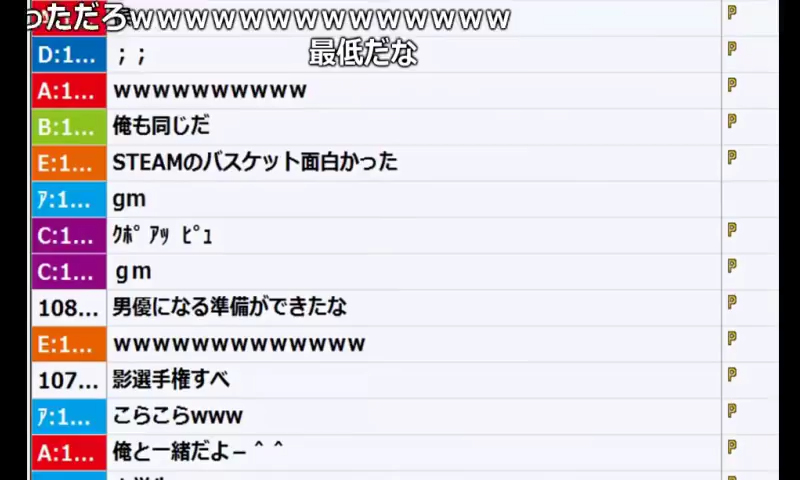 っただろwwwwwwwwwwwwwwww
P
D:1... ；； 最低だな P
A:1... wwwwwwwwww P
B:1... 俺も同じだ P
E:1... STEAMのバスケット面白かった P
ｱ:1... gm
C:1... ｸﾎﾟ ｱｯ ﾋﾟｭ P
C:1... gm P
108... 男優になる準備ができたな P
E:1... wwwwwwwwwwwww P
107... 影選手権すべ P
ｱ:1... こらこらwww P
A:1... 俺と一緒だよ－＾＾ P